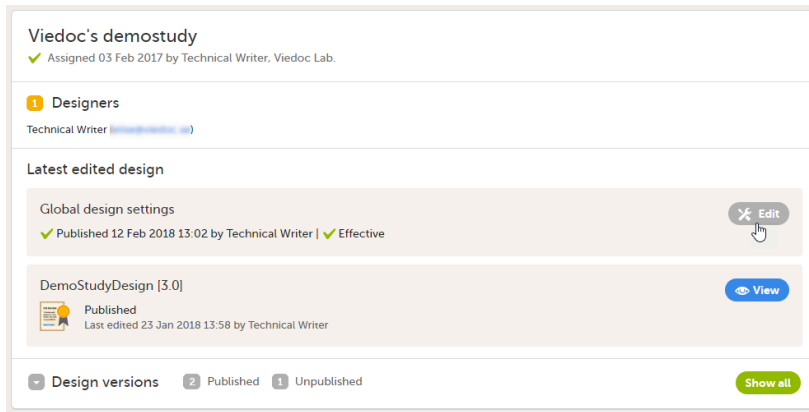 Viedoc's demostudy
Assigned 03 Feb 2017 by Technical Writer, Viedoc Lab.
1 Designers
Technical Writer ( )
Latest edited design
Global design settings
Edit
Published 12 Feb 2018 13:02 by Technical Writer | Effective
DemoStudyDesign [3.0]
View
Published
Last edited 23 Jan 2018 13:58 by Technical Writer
Design versions 2 Published 1 Unpublished Show all